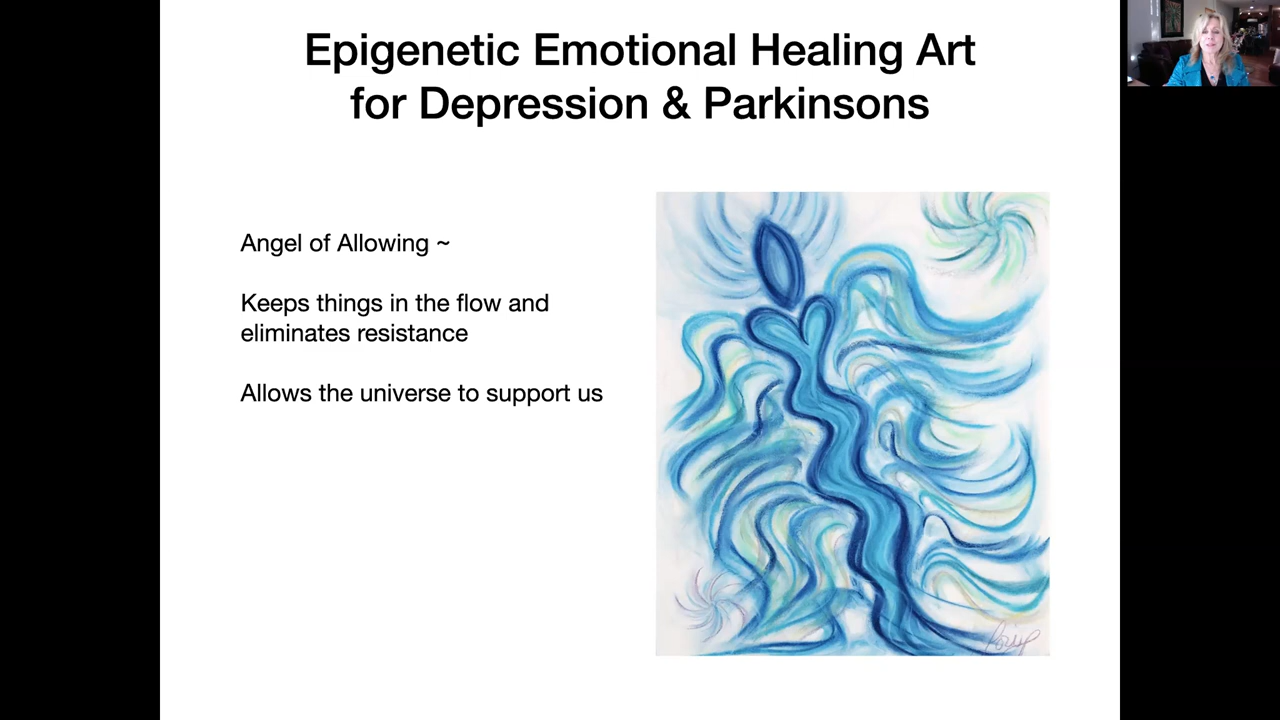 Epigenetic Emotional Healing Art
for Depression & Parkinsons
Angel of Allowing ~
Keeps things in the flow and
eliminates resistance
Allows the universe to support us